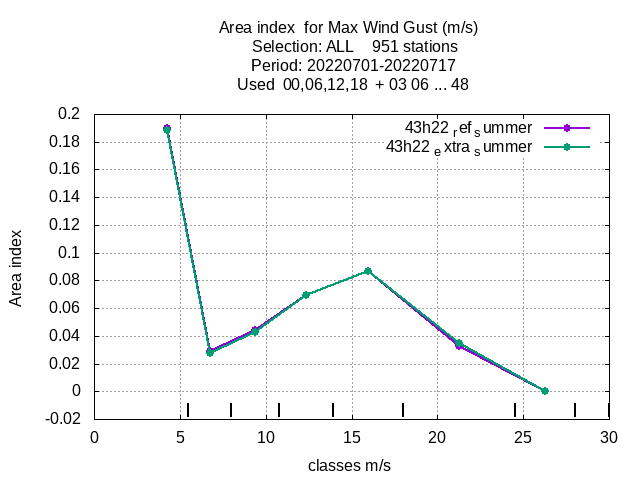 Area index  for Max Wind Gust (m/s)
Selection: ALL    951 stations
Period: 20220701-20220717
Used  00,06,12,18  + 03 06 ... 48
43h22 ref summer
43h22 extra summer
0.2
0.18
0.16
0.14
0.12
0.1
0.08
0.06
0.04
0.02
0
-0.02
Area index
0 5 10 15 20 25 30
classes m/s